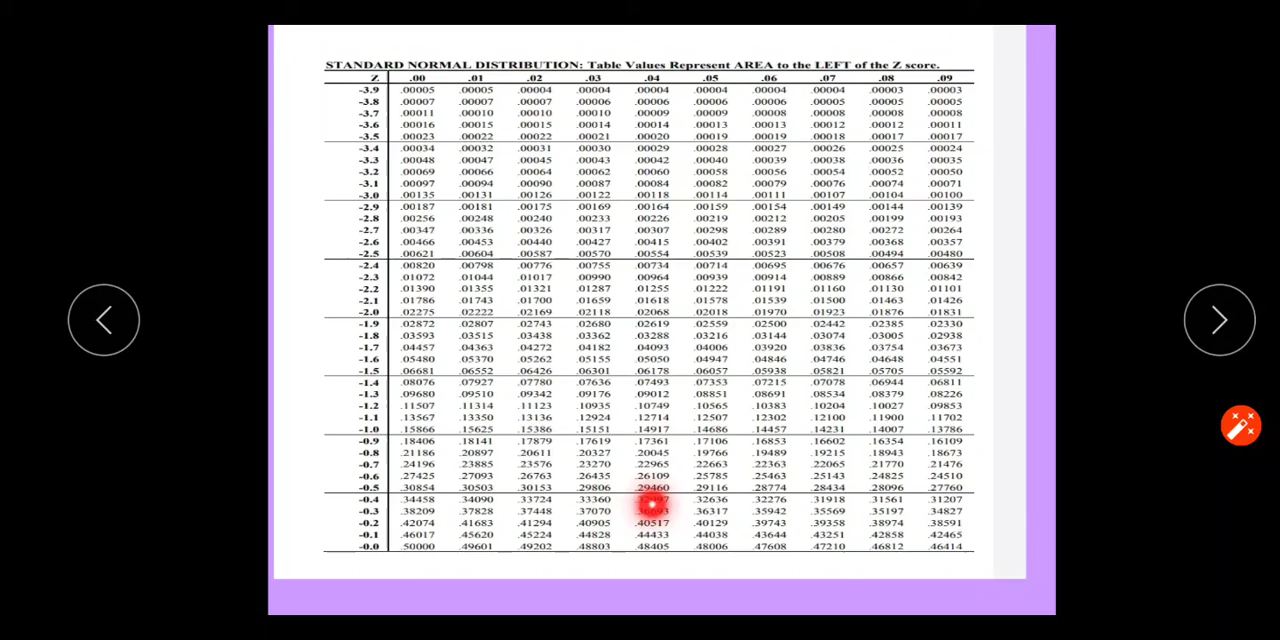 STANDARD NORMAL DISTRIBUTION: Table Values Represent AREA to the LEFT of the Z score.
Z .00 .01 .02 .03 .04 .05 .06 .07 .08 .09
-3.9 .00005 .00005 .00004 .00004 .00004 .00004 .00004 .00004 .00003 .00003
-3.8 .00007 .00007 .00007 .00006 .00006 .00006 .00006 .00005 .00005 .00005
-3.7 .00011 .00010 .00010 .00010 .00009 .00009 .00008 .00008 .00008 .00008
-3.6 .00016 .00015 .00015 .00014 .00014 .00013 .00013 .00012 .00012 .00011
-3.5 .00023 .00022 .00022 .00021 .00020 .00019 .00019 .00018 .00017 .00017
-3.4 .00034 .00032 .00031 .00030 .00029 .00028 .00027 .00026 .00025 .00024
-3.3 .00048 .00047 .00045 .00043 .00042 .00040 .00039 .00038 .00036 .00035
-3.2 .00069 .00066 .00064 .00062 .00060 .00058 .00056 .00054 .00052 .00050
-3.1 .00097 .00094 .00090 .00087 .00084 .00082 .00079 .00076 .00074 .00071
-3.0 .00135 .00131 .00126 .00122 .00118 .00114 .00111 .00107 .00104 .00100
-2.9 .00187 .00181 .00175 .00169 .00164 .00159 .00154 .00149 .00144 .00139
-2.8 .00256 .00248 .00240 .00233 .00226 .00219 .00212 .00205 .00199 .00193
-2.7 .00347 .00336 .00326 .00317 .00307 .00298 .00289 .00280 .00272 .00264
-2.6 .00466 .00453 .00440 .00427 .00415 .00402 .00391 .00379 .00368 .00357
-2.5 .00621 .00604 .00587 .00570 .00554 .00539 .00523 .00508 .00494 .00480
-2.4 .00820 .00798 .00776 .00755 .00734 .00714 .00695 .00676 .00657 .00639
-2.3 .01072 .01044 .01017 .00990 .00964 .00939 .00914 .00889 .00866 .00842
-2.2 .01390 .01355 .01321 .01287 .01255 .01222 .01191 .01160 .01130 .01101
-2.1 .01786 .01743 .01700 .01659 .01618 .01578 .01539 .01500 .01463 .01426
-2.0 .02275 .02222 .02169 .02118 .02068 .02018 .01970 .01923 .01876 .01831
-1.9 .02872 .02807 .02743 .02680 .02619 .02559 .02500 .02442 .02385 .02330
-1.8 .03593 .03515 .03438 .03362 .03288 .03216 .03144 .03074 .03005 .02938
-1.7 .04457 .04363 .04272 .04182 .04093 .04006 .03920 .03836 .03754 .03673
-1.6 .05480 .05370 .05262 .05155 .05050 .04947 .04846 .04746 .04648 .04551
-1.5 .06681 .06552 .06426 .06301 .06178 .06057 .05938 .05821 .05705 .05592
-1.4 .08076 .07927 .07780 .07636 .07493 .07353 .07215 .07078 .06944 .06811
-1.3 .09680 .09510 .09342 .09176 .09012 .08851 .08691 .08534 .08379 .08226
-1.2 .11507 .11314 .11123 .10935 .10749 .10565 .10383 .10204 .10027 .09853
-1.1 .13567 .13350 .13136 .12924 .12714 .12507 .12302 .12100 .11900 .11702
-1.0 .15866 .15625 .15386 .15151 .14917 .14686 .14457 .14231 .14007 .13786
-0.9 .18406 .18141 .17879 .17619 .17361 .17106 .16853 .16602 .16354 .16109
-0.8 .21186 .20897 .20611 .20327 .20045 .19766 .19489 .19215 .18943 .18673
-0.7 .24196 .23885 .23576 .23270 .22965 .22663 .22363 .22065 .21770 .21476
-0.6 .27425 .27093 .26763 .26435 .26109 .25785 .25463 .25143 .24825 .24510
-0.5 .30854 .30503 .30153 .29806 .29460 .29116 .28774 .28434 .28096 .27760
-0.4 .34458 .34090 .33724 .33360 .32636 .32276 .31918 .31561 .31207
-0.3 .38209 .37828 .37448 .37070 .36317 .35942 .35569 .35197 .34827
-0.2 .42074 .41683 .41294 .40905 .40517 .40129 .39743 .39358 .38974 .38591
-0.1 .46017 .45620 .45224 .44828 .44433 .44038 .43644 .43251 .42858 .42465
-0.0 .50000 .49601 .49202 .48803 .48405 .48006 .47608 .47210 .46812 .46414